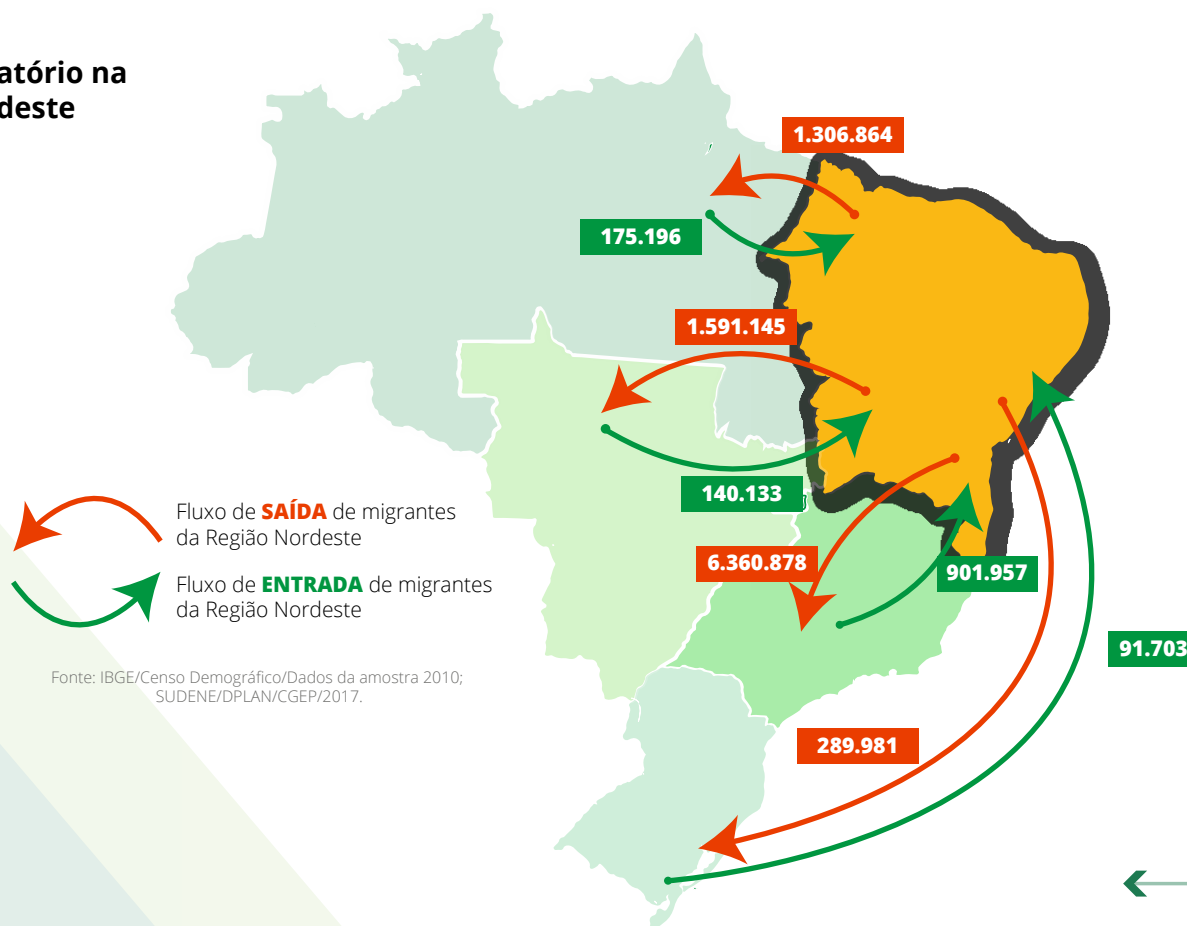 atório na
deste
1.306.864
175.196
1.591.145
140.133
6.360.878
901.957
91.703
289.981
Fluxo de SAÍDA de migrantes
da Região Nordeste
Fluxo de ENTRADA de migrantes
da Região Nordeste
Fonte: IBGE/Censo Demográfico/Dados da amostra 2010;
SUDENE/DPLAN/CGEP/2017.